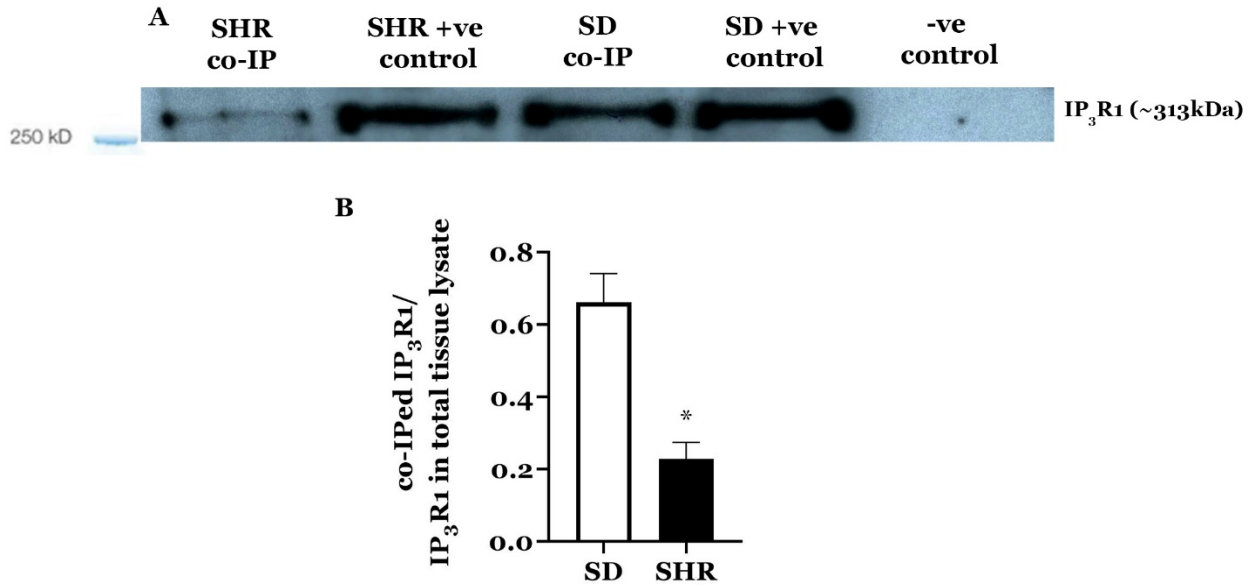 A
SHR
co-IP
SHR +ve
control
SD
co-IP
SD +ve
control
-ve
control
250 kD
IP₃R1 (~313kDa)
B
co-IPed IP₃R1/
IP₃R1 in total tissue lysate
0.8
0.6
0.4
0.2
0.0
*
SD
SHR